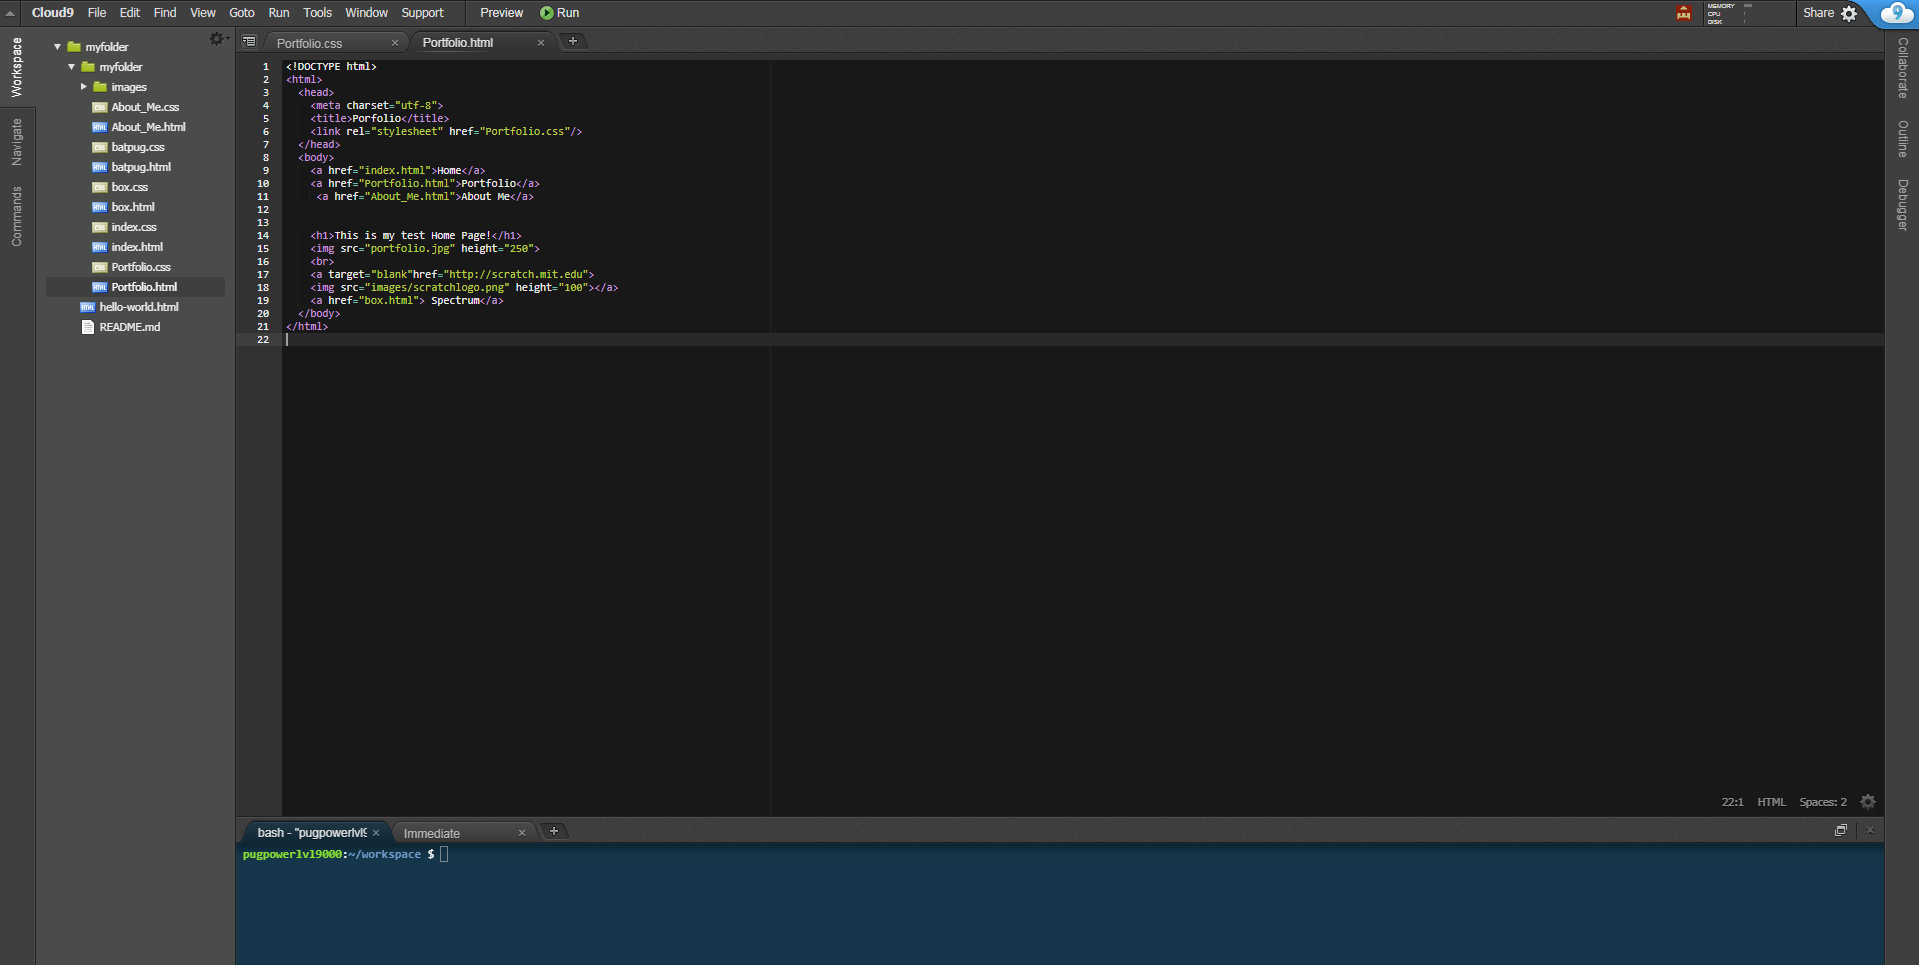 Cloud9 File Edit Find View Goto Run Tools Window Support Preview Run
MEMORY
CPU
DISK
Share
9
Workspace
Navigate
Commands
myfolder
myfolder
images
About_Me.css
About_Me.html
batpug.css
batpug.html
box.css
box.html
index.css
index.html
Portfolio.css
Portfolio.html
hello-world.html
README.md
Portfolio.css × Portfolio.html × +
1 <!DOCTYPE html>
2 <html>
3 <head>
4 <meta charset="utf-8">
5 <title>Porfolio</title>
6 <link rel="stylesheet" href="Portfolio.css"/>
7 </head>
8 <body>
9 <a href="index.html">Home</a>
10 <a href="Portfolio.html">Portfolio</a>
11 <a href="About_Me.html">About Me</a>
12
13
14 <h1>This is my test Home Page!</h1>
15 <img src="portfolio.jpg" height="250">
16 <br>
17 <a target="blank"href="http://scratch.mit.edu">
18 <img src="images/scratchlogo.png" height="100"></a>
19 <a href="box.html"> Spectrum</a>
20 </body>
21 </html>
22
22:1 HTML Spaces: 2
Collaborate
Outline
Debugger
bash - "pugpowerlvl9 × Immediate × +
pugpowerlvl9000:~/workspace $